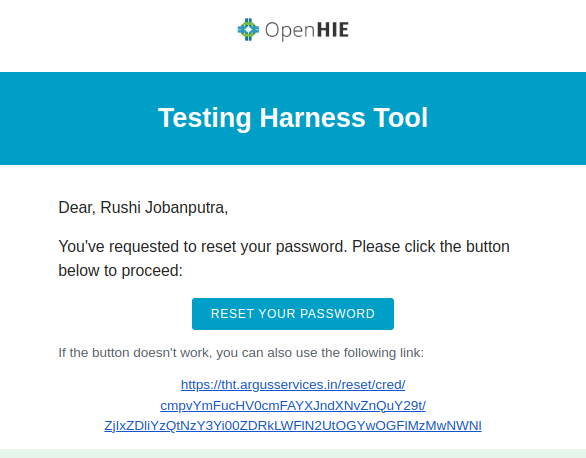 OpenHIE
Testing Harness Tool
Dear, Rushi Jobanputra,
You've requested to reset your password. Please click the button
below to proceed:
RESET YOUR PASSWORD
If the button doesn't work, you can also use the following link:
https://tht.argusservices.in/reset/cred/
cmpvYmFucHV0cmFAYXJndXNvZnQuY29t/
ZjIxZDliYzQtNzY3Yi00ZDRkLWFlN2UtOGYwOGFlMzMwNWNl